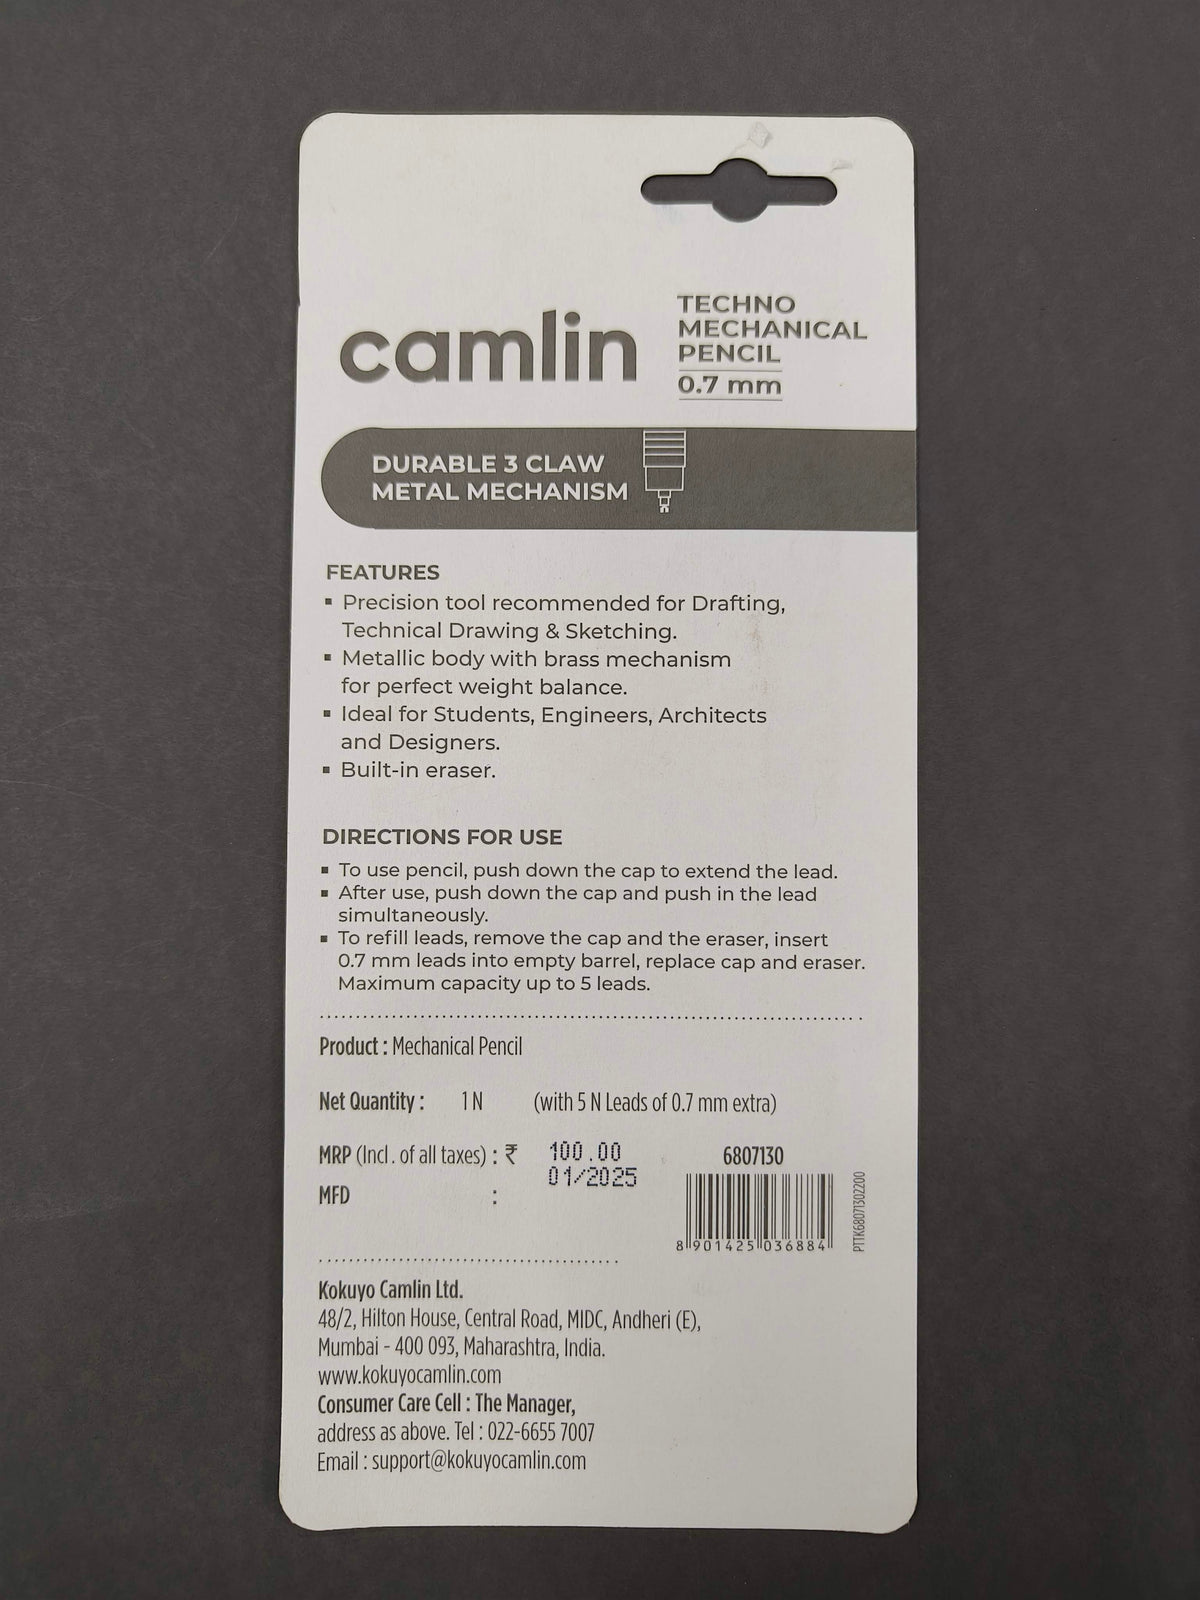 camlin
TECHNO
MECHANICAL
PENCIL
0.7 mm
DURABLE 3 CLAW
METAL MECHANISM
FEATURES
▪ Precision tool recommended for Drafting,
Technical Drawing & Sketching.
▪ Metallic body with brass mechanism
for perfect weight balance.
▪ Ideal for Students, Engineers, Architects
and Designers.
▪ Built-in eraser.
DIRECTIONS FOR USE
▪ To use pencil, push down the cap to extend the lead.
▪ After use, push down the cap and push in the lead
simultaneously.
▪ To refill leads, remove the cap and the eraser, insert
0.7 mm leads into empty barrel, replace cap and eraser.
Maximum capacity up to 5 leads.
Product : Mechanical Pencil
Net Quantity : 1 N (with 5 N Leads of 0.7 mm extra)
MRP (Incl. of all taxes) : ₹ 100.00
MFD : 01/2025
6807130
8 901425 036884
PTTK68071302200
Kokuyo Camlin Ltd.
48/2, Hilton House, Central Road, MIDC, Andheri (E),
Mumbai - 400 093, Maharashtra, India.
www.kokuyocamlin.com
Consumer Care Cell : The Manager,
address as above. Tel : 022-6655 7007
Email : support@kokuyocamlin.com